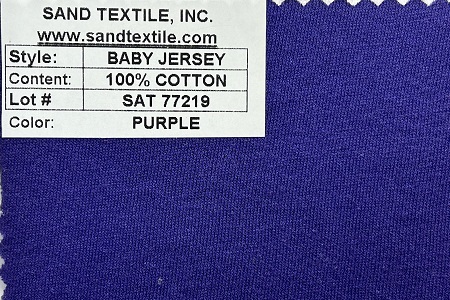 SAND TEXTILE, INC.
www.sandtextile.com
Style: BABY JERSEY
Content: 100% COTTON
Lot # SAT 77219
Color: PURPLE